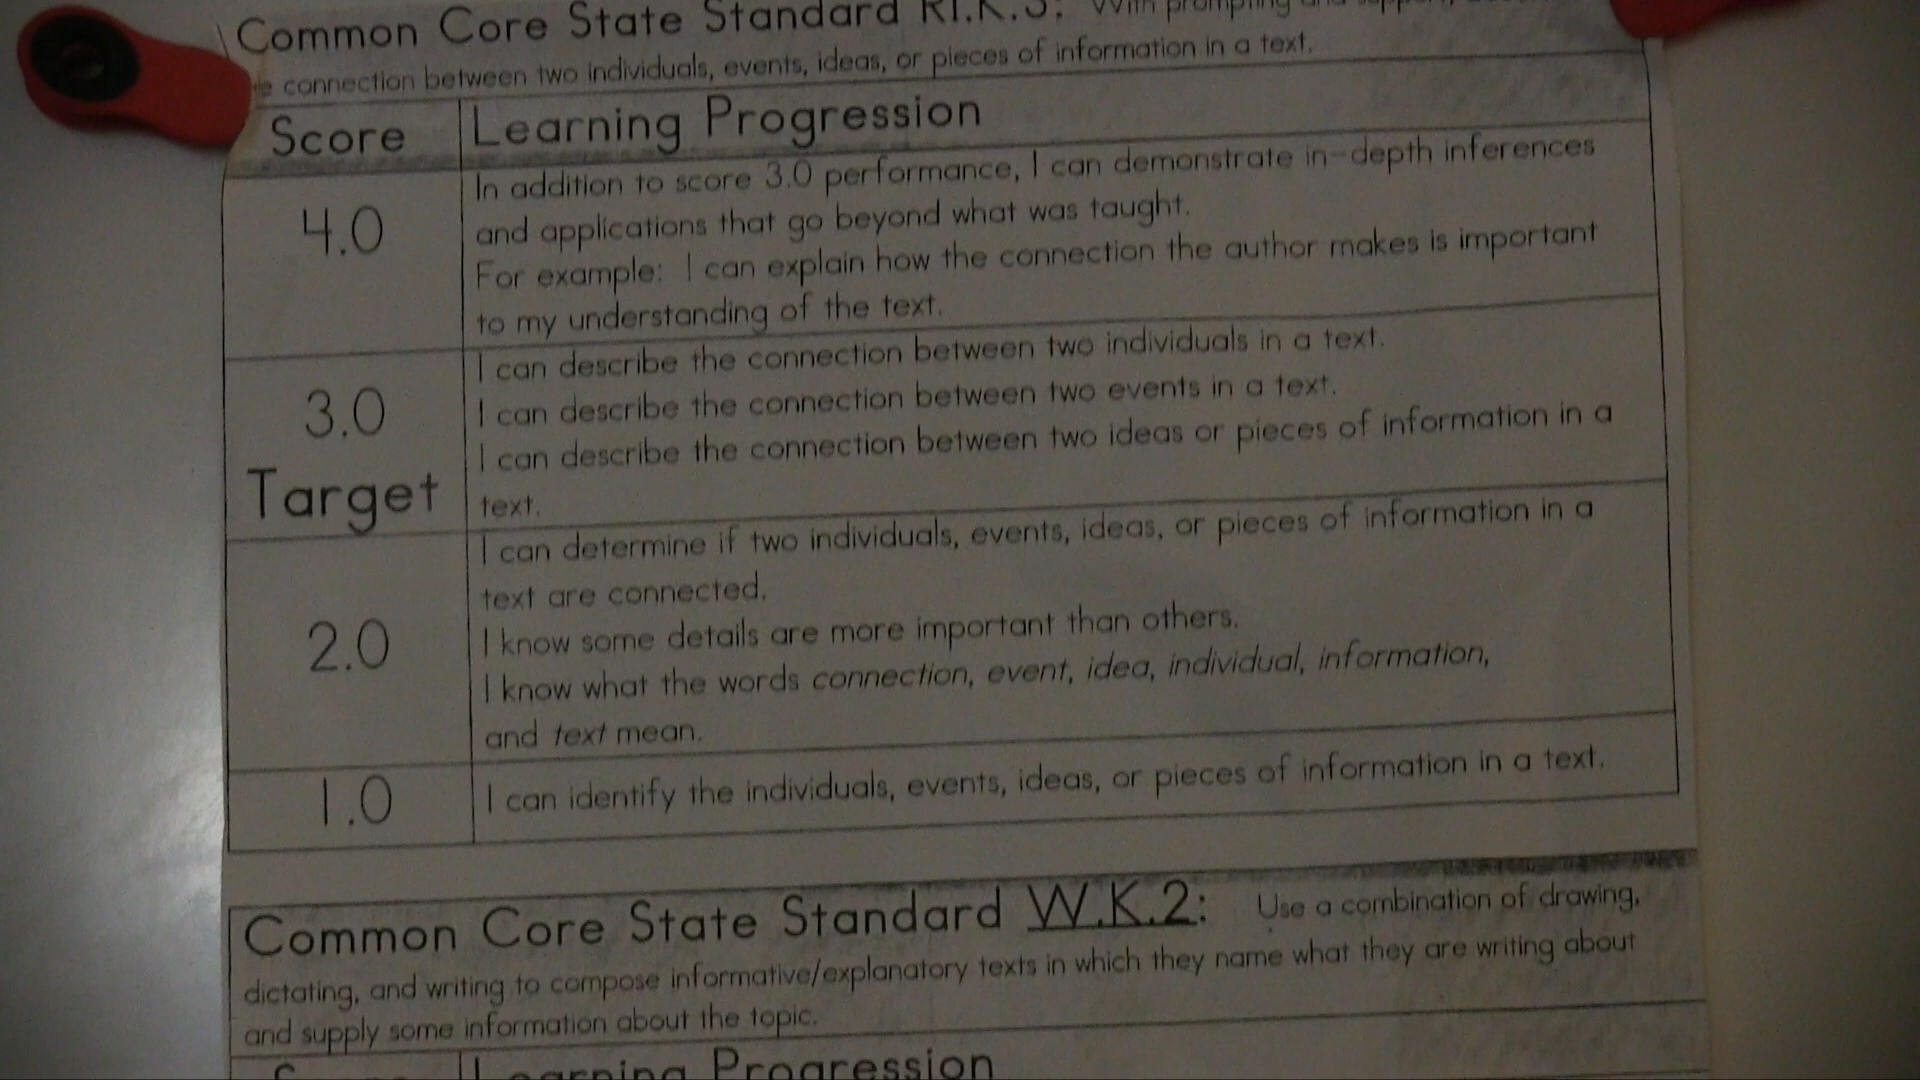 Common Core State Standard RI.K.3: With prompting and support,
connection between two individuals, events, ideas, or pieces of information in a text.
Score
Learning Progression
4.0
In addition to score 3.0 performance, I can demonstrate in-depth inferences
and applications that go beyond what was taught.
For example: I can explain how the connection the author makes is important
to my understanding of the text.
3.0
Target
I can describe the connection between two individuals in a text.
I can describe the connection between two events in a text.
I can describe the connection between two ideas or pieces of information in a
text.
2.0
I can determine if two individuals, events, ideas, or pieces of information in a
text are connected.
I know some details are more important than others.
I know what the words connection, event, idea, individual, information,
and text mean.
1.0
I can identify the individuals, events, ideas, or pieces of information in a text.
Common Core State Standard W.K.2: Use a combination of drawing,
dictating, and writing to compose informative/explanatory texts in which they name what they are writing about
and supply some information about the topic.
Learning Progression